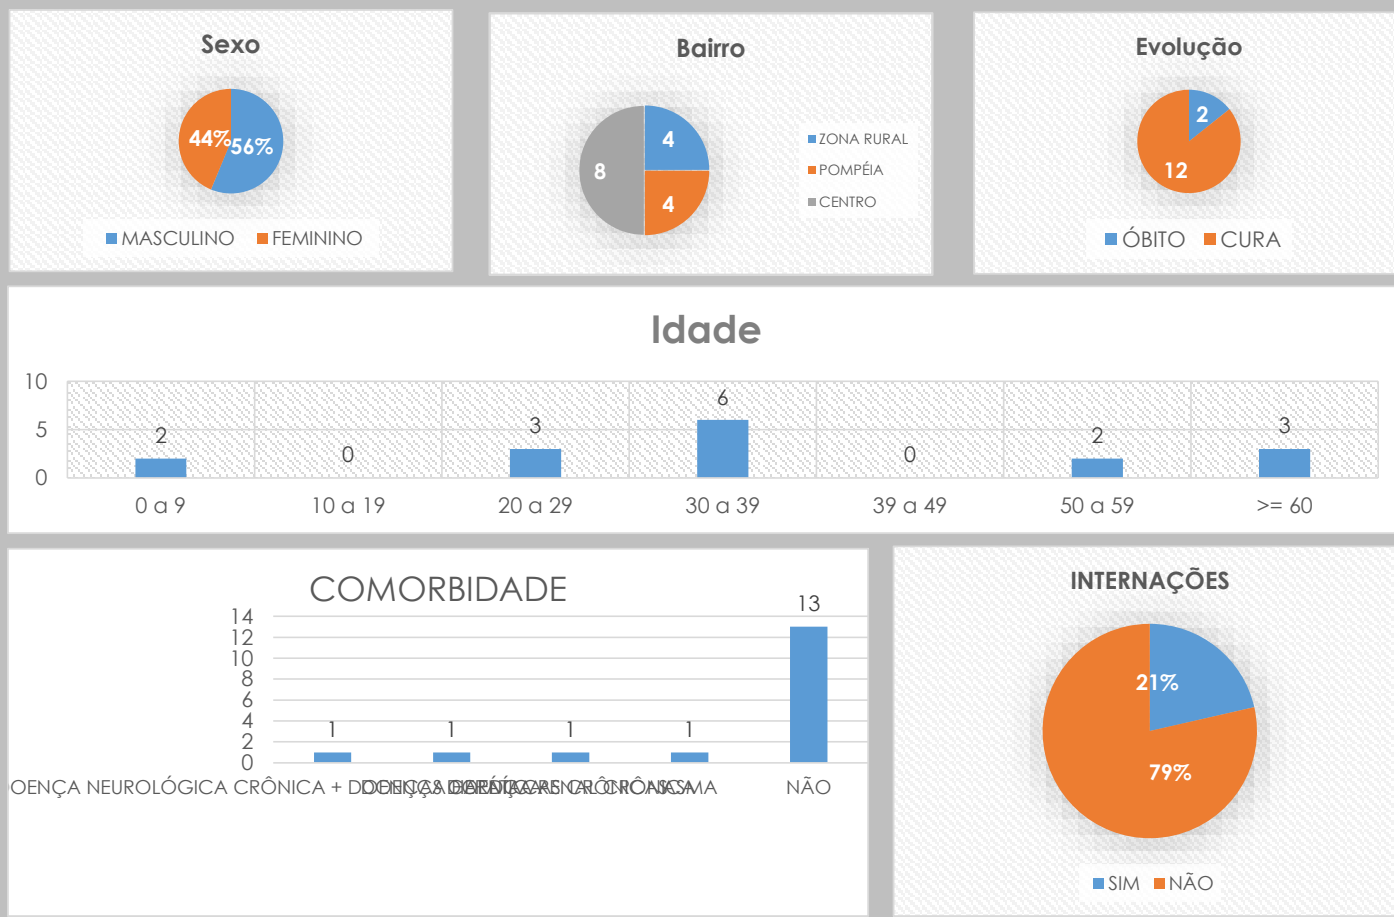 Sexo
44%
56%
MASCULINO
FEMININO
Bairro
4
8
4
ZONA RURAL
POMPÉIA
CENTRO
Evolução
2
12
ÓBITO
CURA
Idade
10
5
0
2
0
3
6
0
2
3
0 a 9
10 a 19
20 a 29
30 a 39
39 a 49
50 a 59
>= 60
COMORBIDADE
14
12
10
8
6
4
2
0
1
1
1
1
13
OENÇA NEUROLÓGICA CRÔNICA +
NÃO
INTERNAÇÕES
21%
79%
SIM
NÃO